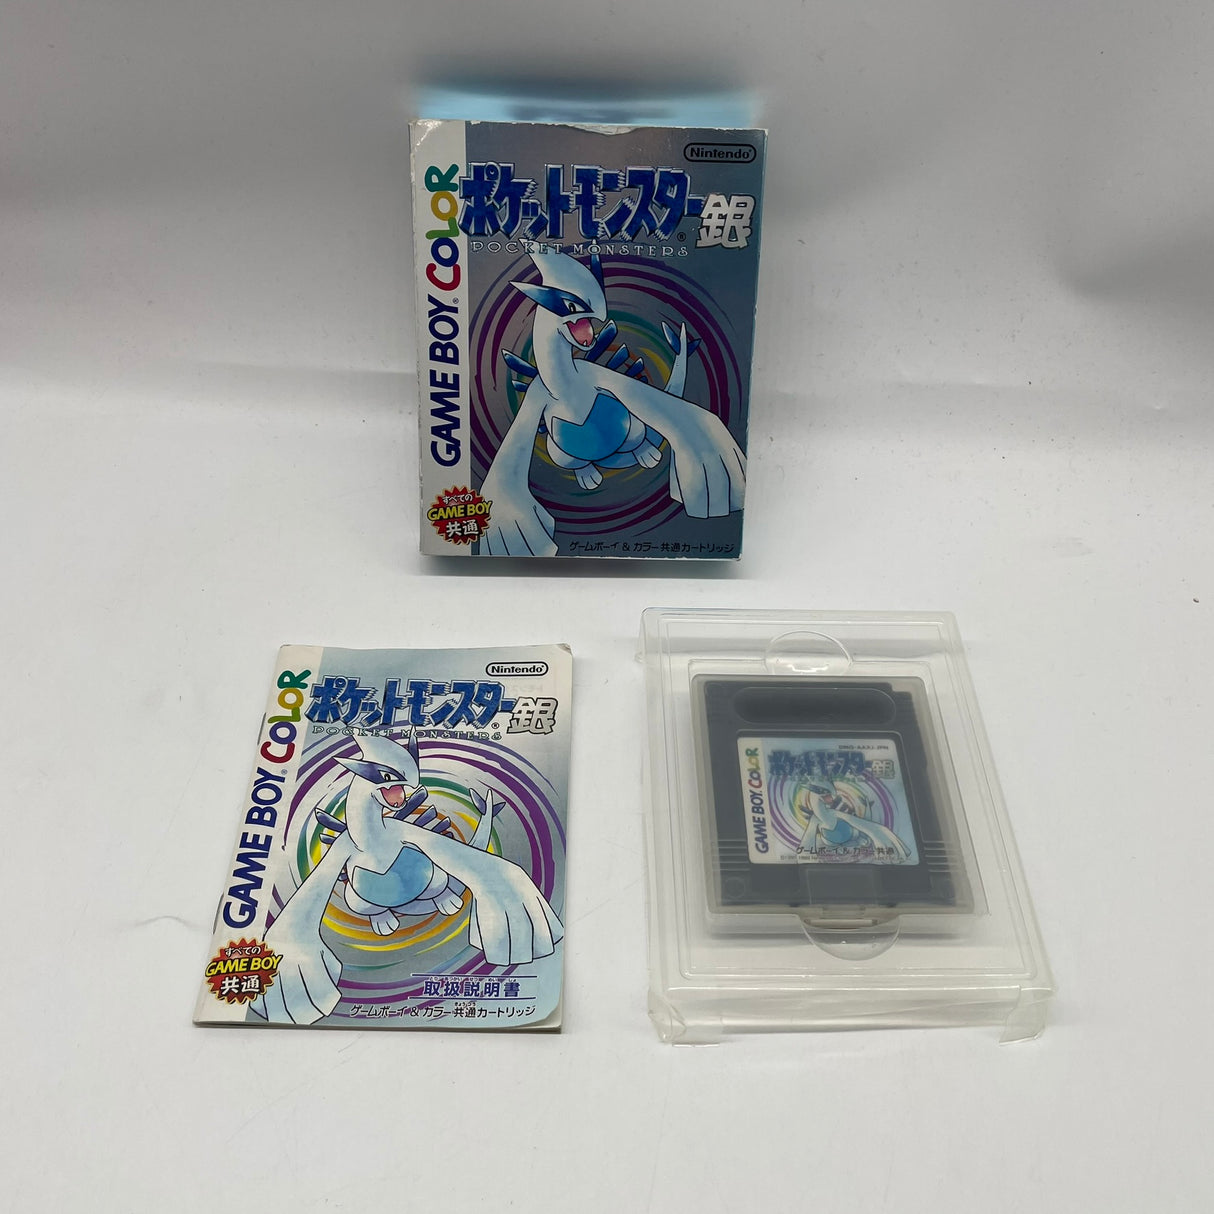 Nintendo
ポケットモンスター銀
POCKET MONSTERS
GAME BOY COLOR
すべての
GAME BOY
共通
ゲームボーイ & カラー共通カートリッジ
Nintendo
ポケットモンスター銀
POCKET MONSTERS
GAME BOY COLOR
すべての
GAME BOY
共通
取扱説明書
ゲームボーイ & カラー共通カートリッジ
DMG-AAXJ-JPN
ポケットモンスター銀
GAME BOY COLOR
ゲームボーイ & カラー共通